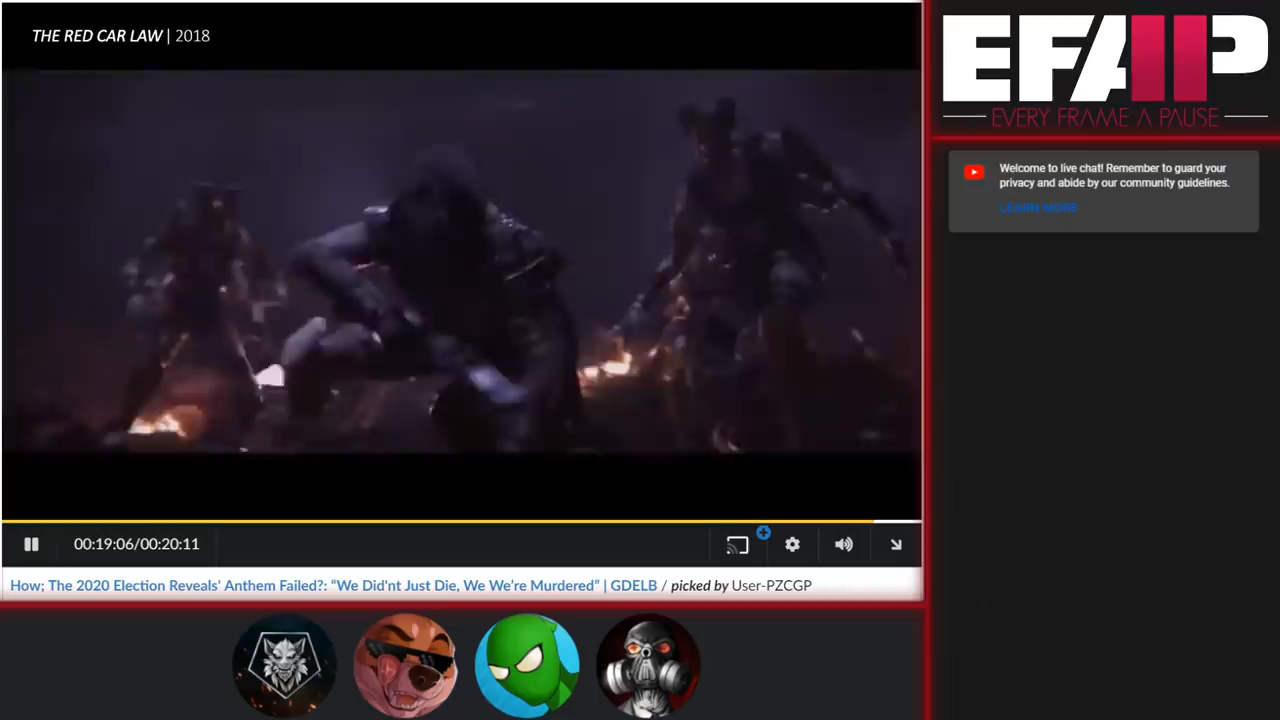 THE RED CAR LAW | 2018
EFAP
EVERY FRAME A PAUSE
Welcome to live chat! Remember to guard your
privacy and abide by our community guidelines.
LEARN MORE
00:19:06/00:20:11
How; The 2020 Election Reveals' Anthem Failed?: “We Did'nt Just Die, We We're Murdered” | GDELB / picked by User-PZCGP